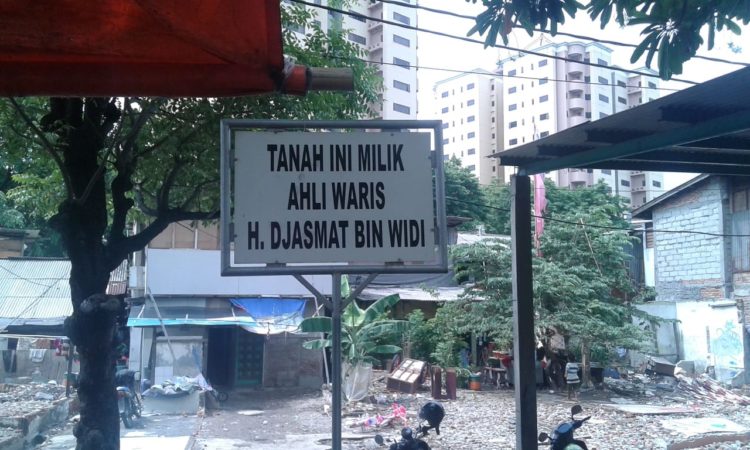 TANAH INI MILIK
AHLI WARIS
H. DJASMAT BIN WIDI